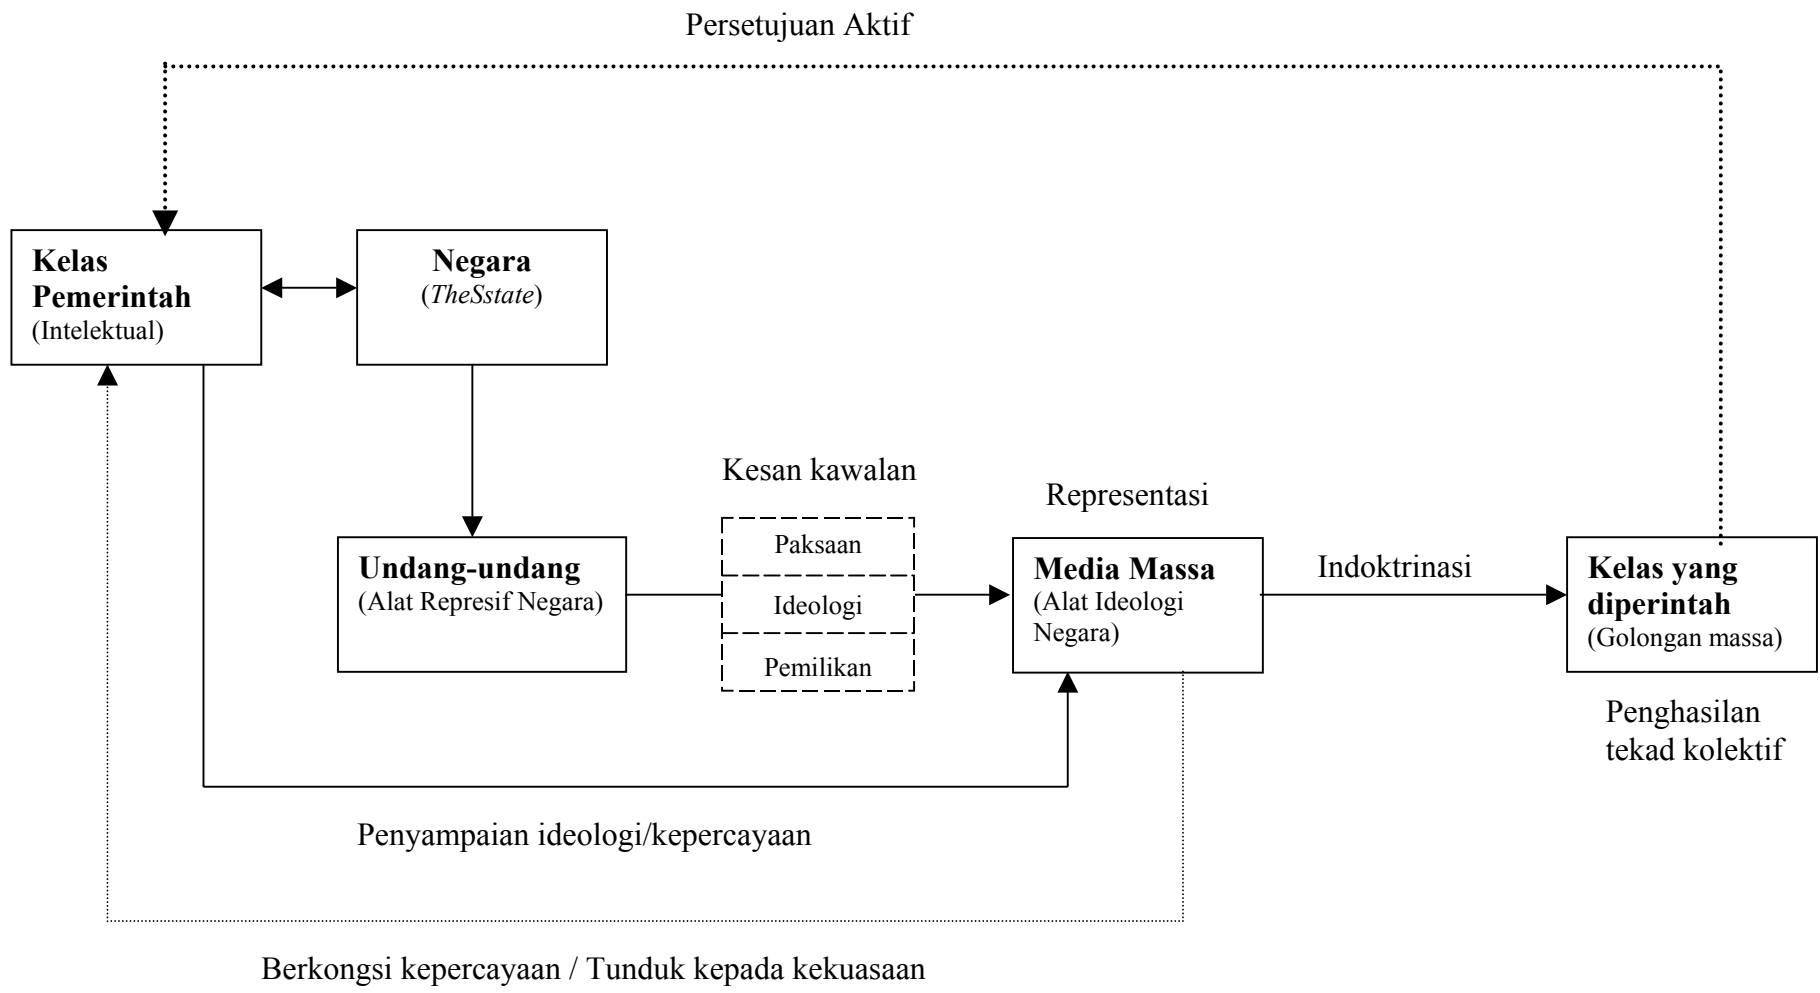 Persetujuan Aktif
Kelas
Pemerintah
(Intelektual)
Negara
(TheSstate)
Kesan kawalan
Representasi
Undang-undang
(Alat Represif Negara)
Paksaan
Ideologi
Pemilikan
Media Massa
(Alat Ideologi
Negara)
Indoktrinasi
Kelas yang
diperintah
(Golongan massa)
Penghasilan
tekad kolektif
Penyampaian ideologi/kepercayaan
Berkongsi kepercayaan / Tunduk kepada kekuasaan